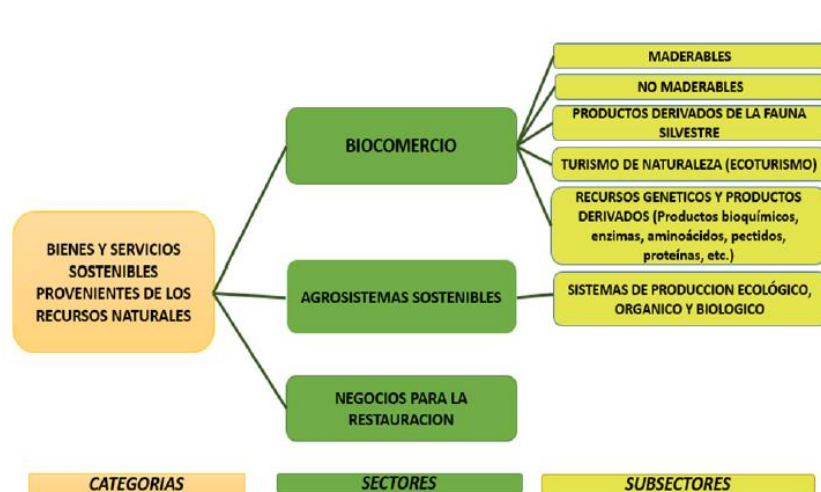 BIENES Y SERVICIOS
SOSTENIBLES
PROVENIENTES DE LOS
RECURSOS NATURALES
BIOCOMERCIO
MADERABLES
NO MADERABLES
PRODUCTOS DERIVADOS DE LA FAUNA
SILVESTRE
TURISMO DE NATURALEZA (ECOTURISMO)
RECURSOS GENETICOS Y PRODUCTOS
DERIVADOS (Productos bioquímicos,
enzimas, aminoácidos, pectidos,
proteínas, etc.)
AGROSISTEMAS SOSTENIBLES
SISTEMAS DE PRODUCCION ECOLÓGICO,
ORGANICO Y BIOLOGICO
NEGOCIOS PARA LA
RESTAURACION
CATEGORIAS
SECTORES
SUBSECTORES